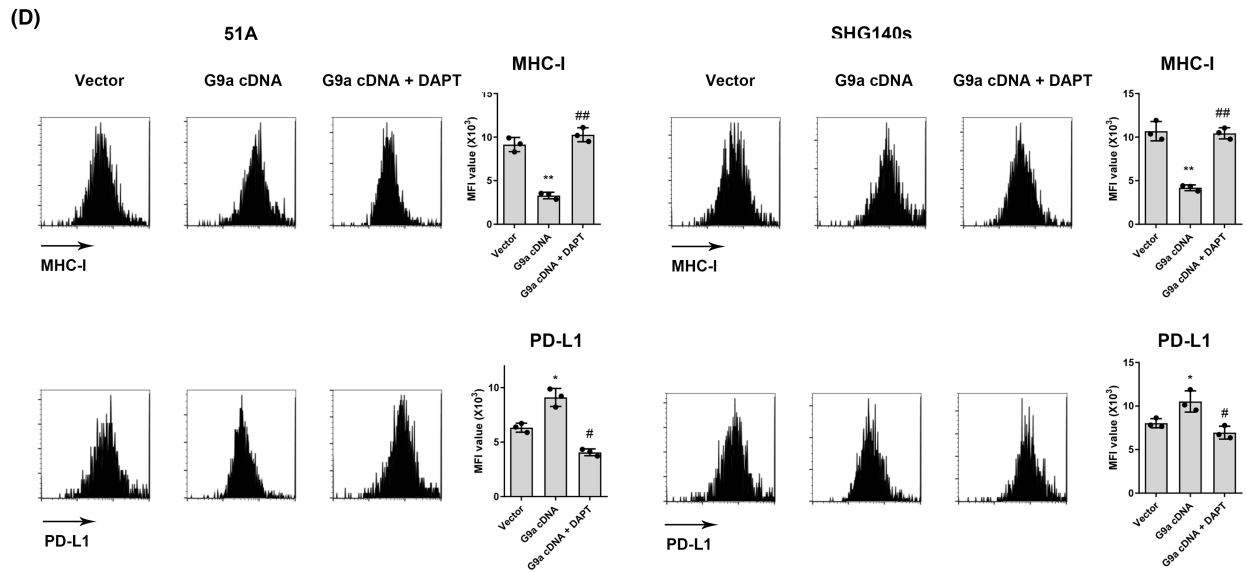 (D)
51A
SHG140s
Vector
G9a cDNA
G9a cDNA + DAPT
MHC-I
MFI value (X10³)
15
10
5
0
##
**
Vector
G9a cDNA
G9a cDNA + DAPT
MHC-I
Vector
G9a cDNA
G9a cDNA + DAPT
MHC-I
MFI value (X10³)
15
10
5
0
##
**
Vector
G9a cDNA
G9a cDNA + DAPT
MHC-I
PD-L1
MFI value (X10³)
10
5
0
*
#
Vector
G9a cDNA
G9a cDNA + DAPT
PD-L1
PD-L1
MFI value (X10³)
15
10
5
0
*
#
Vector
G9a cDNA
G9a cDNA + DAPT
PD-L1